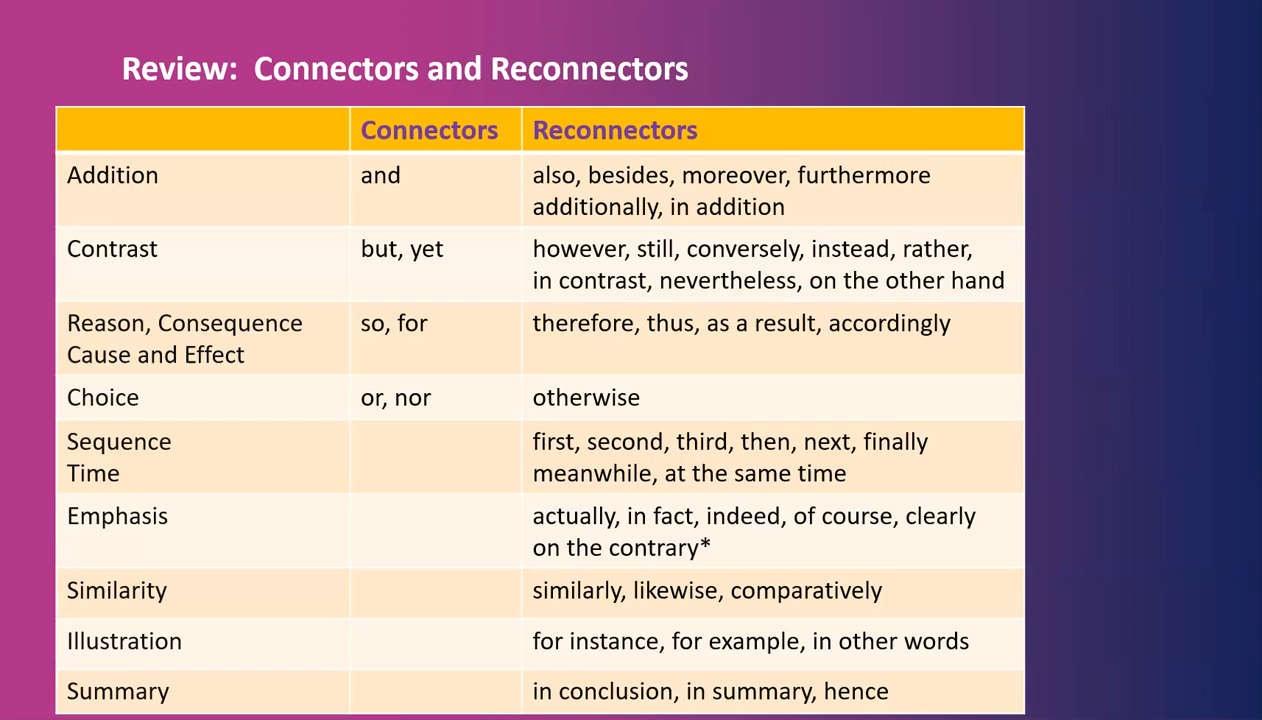 Review:  Connectors and Reconnectors
Connectors Reconnectors
Addition and also, besides, moreover, furthermore
additionally, in addition
Contrast but, yet however, still, conversely, instead, rather,
in contrast, nevertheless, on the other hand
Reason, Consequence so, for therefore, thus, as a result, accordingly
Cause and Effect
Choice or, nor otherwise
Sequence first, second, third, then, next, finally
Time meanwhile, at the same time
Emphasis actually, in fact, indeed, of course, clearly
on the contrary*
Similarity similarly, likewise, comparatively
Illustration for instance, for example, in other words
Summary in conclusion, in summary, hence